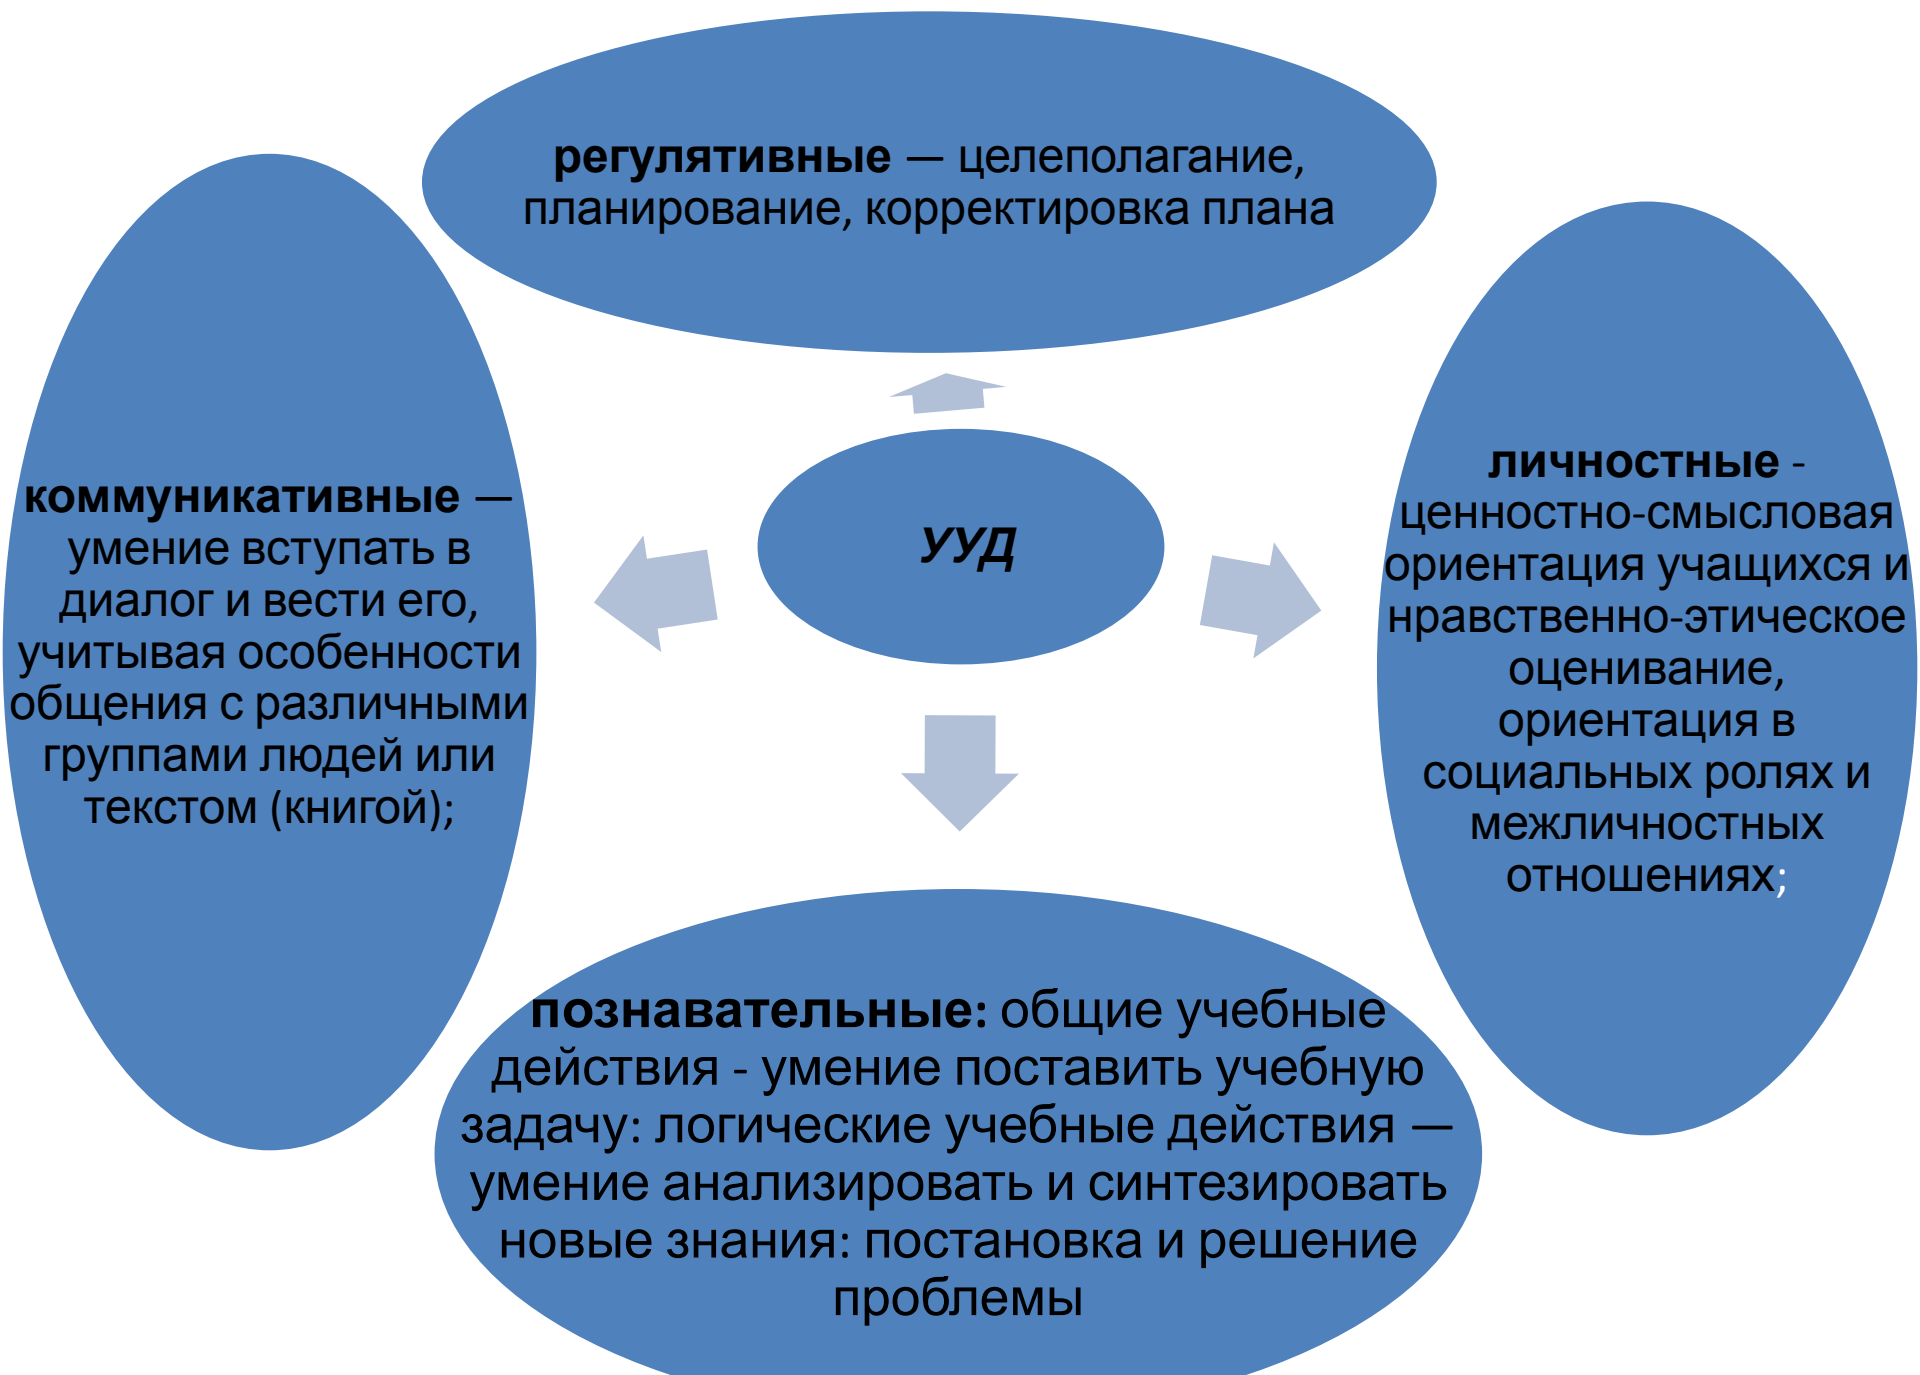 регулятивные — целеполагание,
планирование, корректировка плана
коммуникативные —
умение вступать в
диалог и вести его,
учитывая особенности
общения с различными
группами людей или
текстом (книгой);
УУД
личностные -
ценностно-смысловая
ориентация учащихся и
нравственно-этическое
оценивание,
ориентация в
социальных ролях и
межличностных
отношениях;
познавательные: общие учебные
действия - умение поставить учебную
задачу: логические учебные действия —
умение анализировать и синтезировать
новые знания: постановка и решение
проблемы